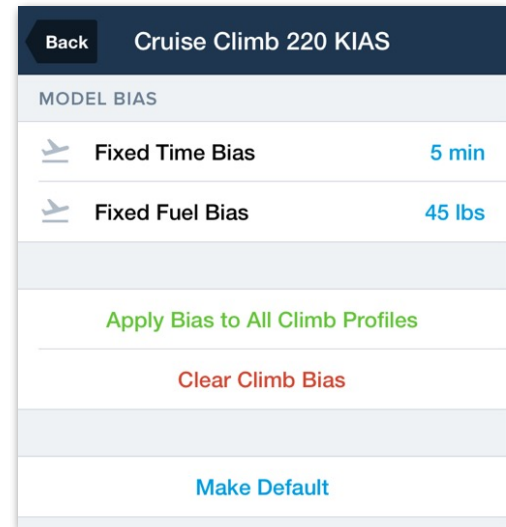 Back Cruise Climb 220 KIAS
MODEL BIAS
Fixed Time Bias 5 min
Fixed Fuel Bias 45 lbs
Apply Bias to All Climb Profiles
Clear Climb Bias
Make Default